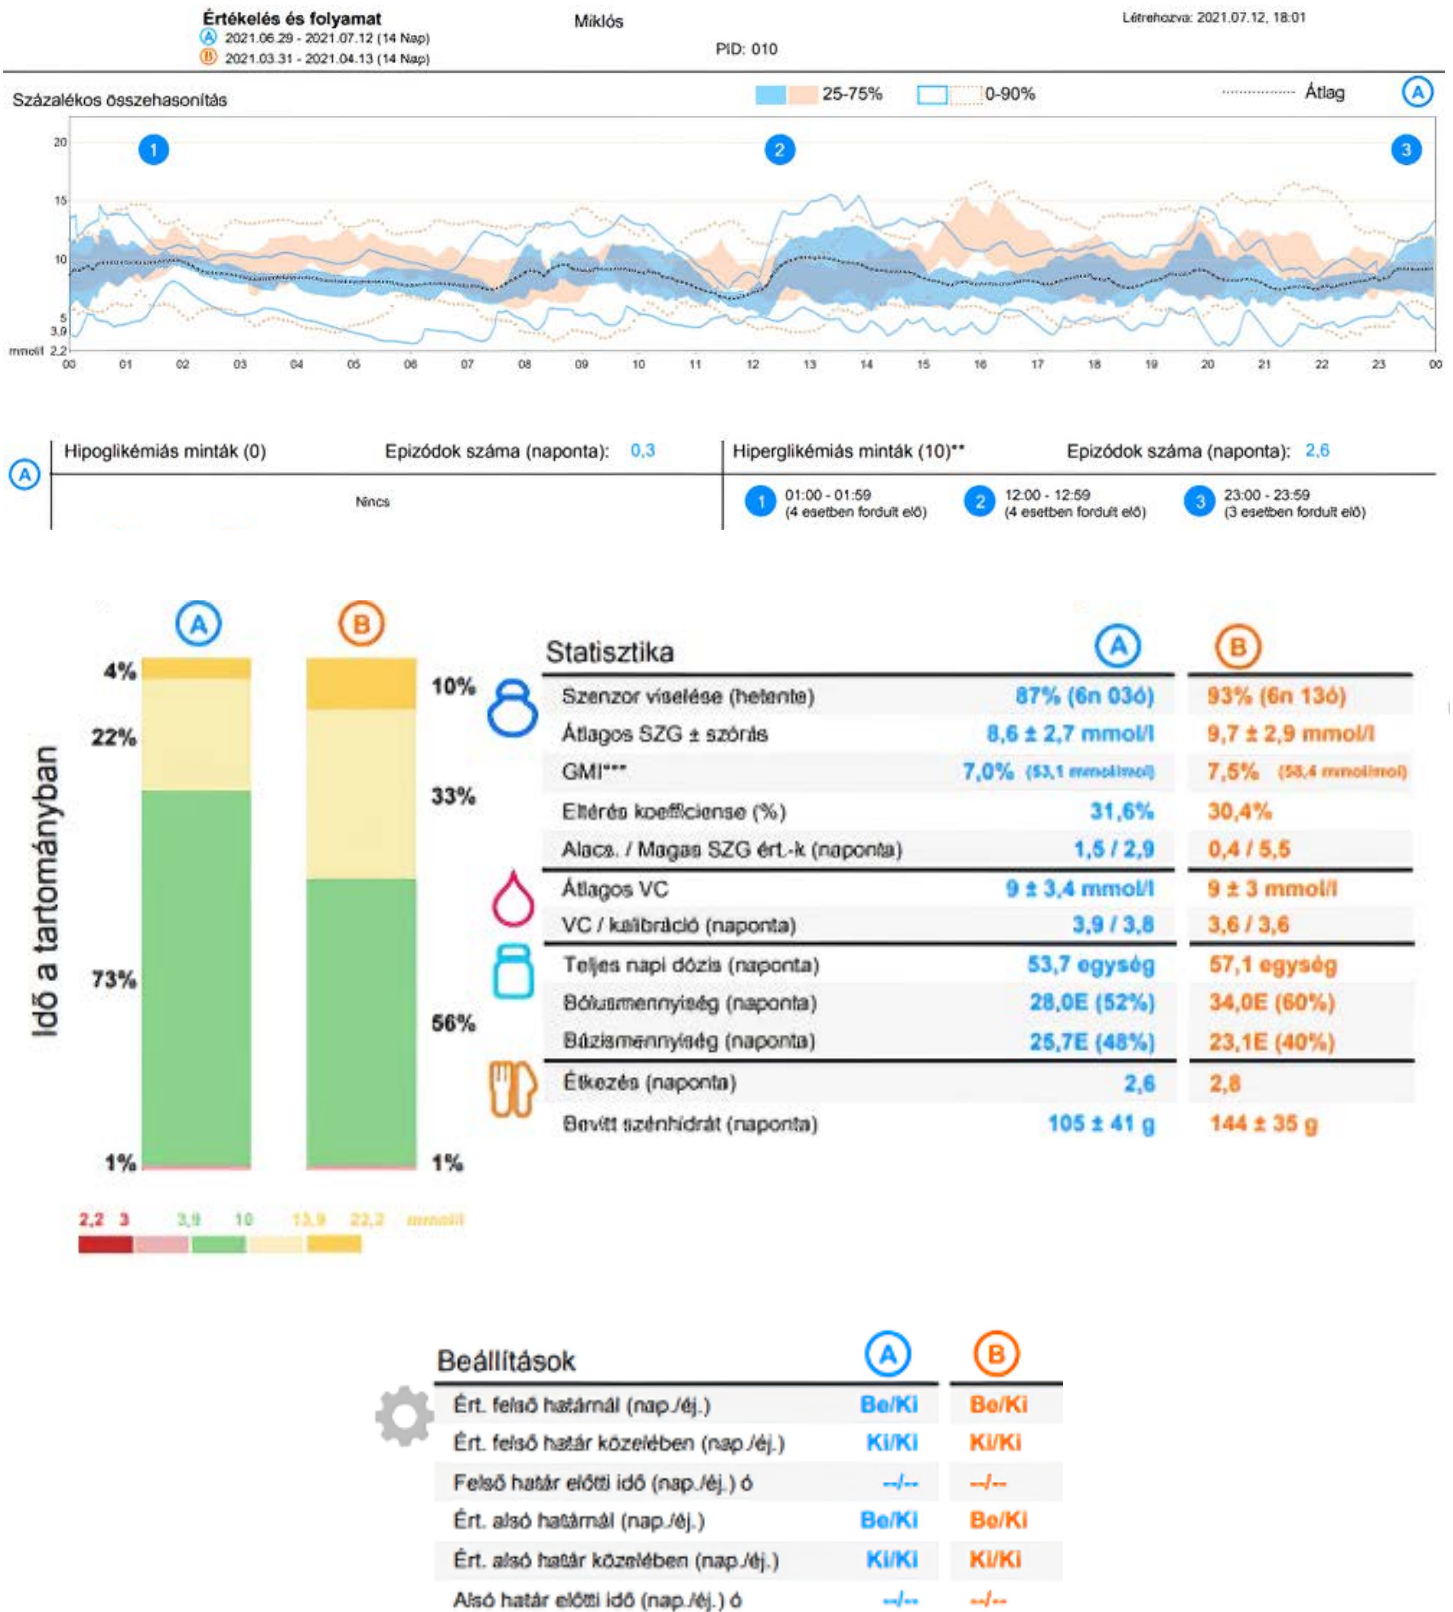 Értékelés és folyamat
Miklós
Létrehozva: 2021.07.12, 18:01
A 2021.06.29 - 2021.07.12 (14 Nap)
B 2021.03.31 - 2021.04.13 (14 Nap)
PID: 010
Százalékos összehasonítás
25-75%
0-90%
Átlag
A
20
15
10
5
3,9
mmol/l 2,2
1
2
3
00 01 02 03 04 05 06 07 08 09 10 11 12 13 14 15 16 17 18 19 20 21 22 23 00
A
Hipoglikémiás minták (0) Epizódok száma (naponta): 0,3
Nincs
Hiperglikémiás minták (10)** Epizódok száma (naponta): 2,6
1 01:00 - 01:59
(4 esetben fordult elő)
2 12:00 - 12:59
(4 esetben fordult elő)
3 23:00 - 23:59
(3 esetben fordult elő)
Idő a tartományban
A B
4%
22%
73%
1%
10%
33%
56%
1%
2,2 3 3,9 10 13,9 22,2 mmol/l
Statisztika A B
Szenzor viselése (hetente) 87% (6n 03ó) 93% (6n 13ó)
Átlagos SZG ± szórás 8,6 ± 2,7 mmol/l 9,7 ± 2,9 mmol/l
GMI*** 7,0% (53,1 mmol/mol) 7,5% (58,4 mmol/mol)
Eltérés koefficiense (%) 31,6% 30,4%
Alacs. / Magas SZG ért.-k (naponta) 1,5 / 2,9 0,4 / 5,5
Átlagos VC 9 ± 3,4 mmol/l 9 ± 3 mmol/l
VC / kalibráció (naponta) 3,9 / 3,8 3,6 / 3,6
Teljes napi dózis (naponta) 53,7 egység 57,1 egység
Bólusmennyiség (naponta) 28,0E (52%) 34,0E (60%)
Bázismennyiség (naponta) 25,7E (48%) 23,1E (40%)
Étkezés (naponta) 2,6 2,8
Bevitt szénhidrát (naponta) 105 ± 41 g 144 ± 35 g
Beállítások A B
Ért. felső határnál (nap./éj.) Be/Ki Be/Ki
Ért. felső határ közelében (nap./éj.) Ki/Ki Ki/Ki
Felső határ előtti idő (nap./éj.) ó --/-- --/--
Ért. alsó határnál (nap./éj.) Be/Ki Be/Ki
Ért. alsó határ közelében (nap./éj.) Ki/Ki Ki/Ki
Alsó határ előtti idő (nap./éj.) ó --/-- --/--